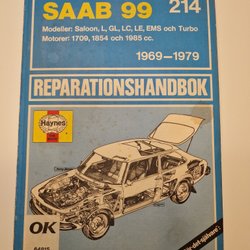 SAAB 99 214
Modeller: Saloon, L, GL, LC, LE, EMS och Turbo
Motorer: 1709, 1854 och 1985 cc.
1969–1979
REPARATIONSHANDBOK
Haynes
OK